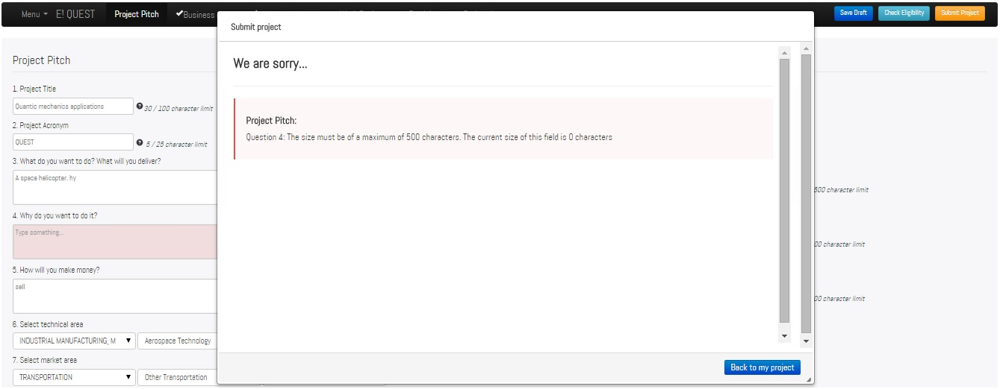 Menu E! QUEST Project Pitch Business Save Draft Check Eligibility Submit Project
Submit project
We are sorry...
Project Pitch:
Question 4: The size must be of a maximum of 500 characters. The current size of this field is 0 characters
Back to my project
Project Pitch
1. Project Title
Quantic mechanics applications 30 / 100 character limit
2. Project Acronym
QUEST 5 / 25 character limit
3. What do you want to do? What will you deliver?
A space helicopter. hy
500 character limit
4. Why do you want to do it?
Type something...
00 character limit
5. How will you make money?
sell
00 character limit
6. Select technical area
INDUSTRIAL MANUFACTURING, M Aerospace Technology
7. Select market area
TRANSPORTATION Other Transportation